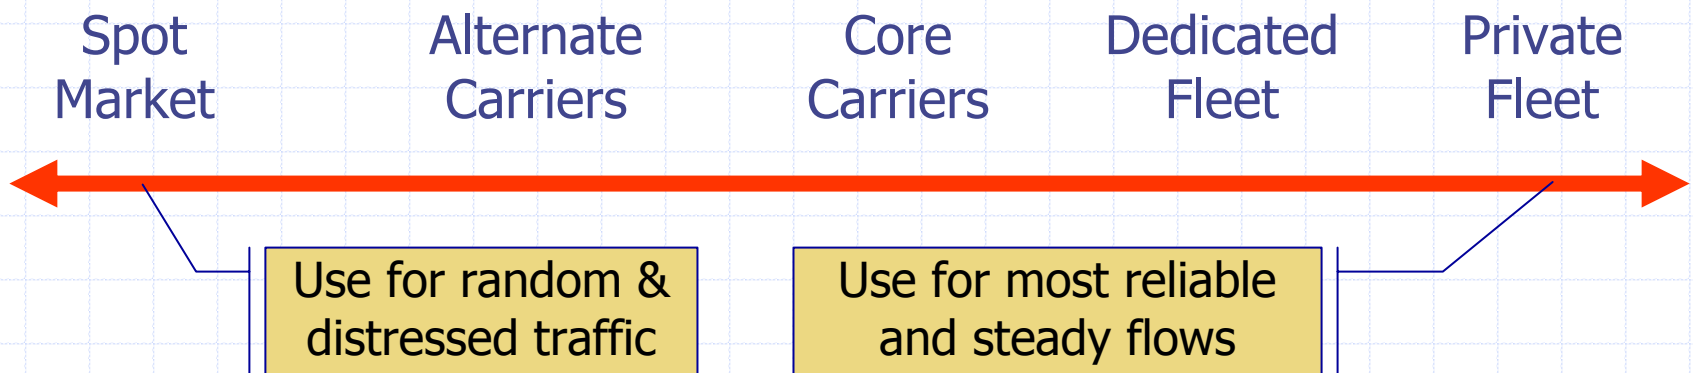 Spot Market
Alternate Carriers
Core Carriers
Dedicated Fleet
Private Fleet
Use for random &
distressed traffic
Use for most reliable
and steady flows